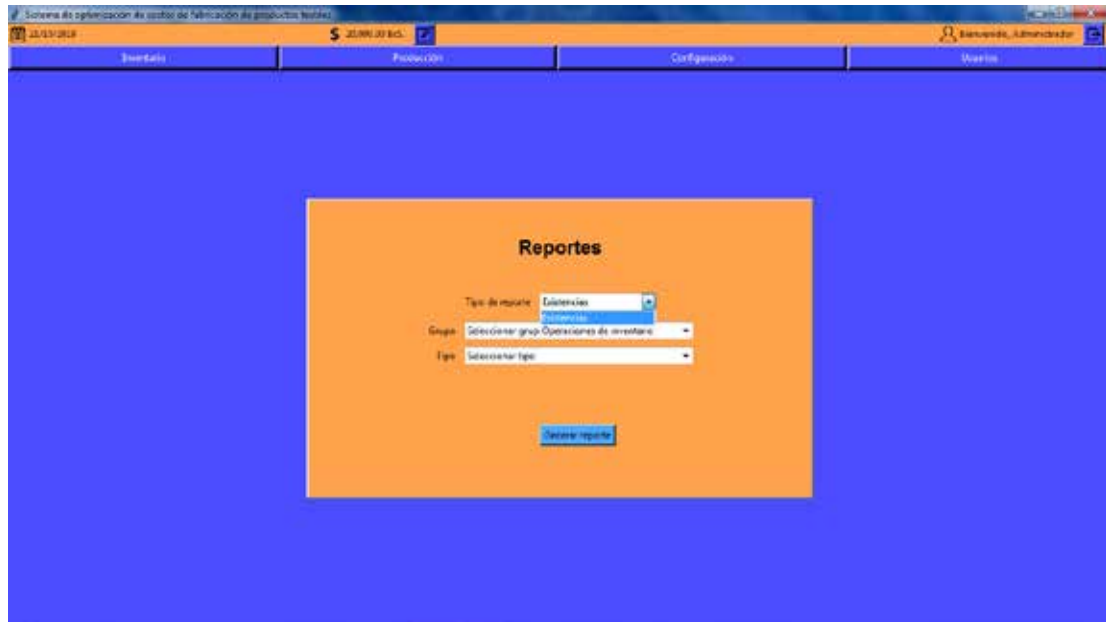 Sistema de optimización de costos de fabricación de productos textiles
$ 20,000.00 BsS.
Bienvenido, Administrador
Inventario Producción Configuración Usuarios
Reportes
Tipo de reporte Existencias
Existencias
Grupo Seleccionar grup Operaciones de inventario
Tipo Seleccionar tipo
Generar reporte